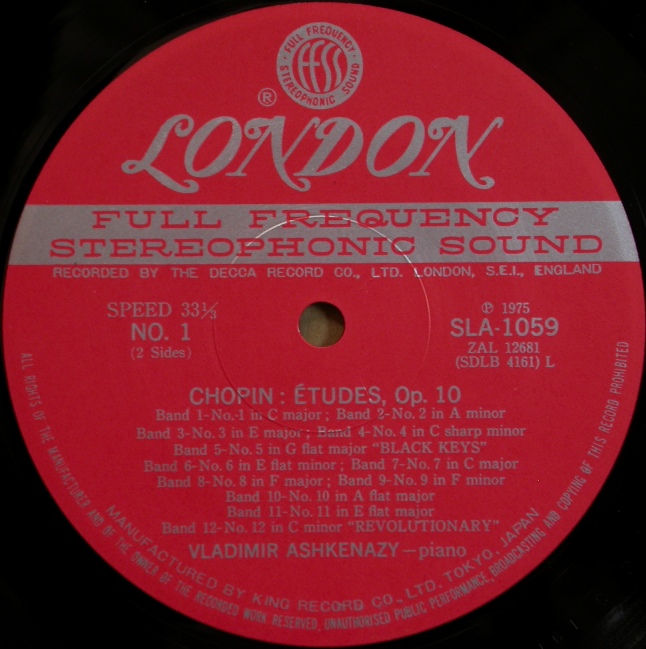 FULL FREQUENCY
FFSS
STEREOPHONIC SOUND
®
LONDON
FULL FREQUENCY
STEREOPHONIC SOUND
RECORDED BY THE DECCA RECORD CO., LTD. LONDON, S.E.I., ENGLAND
SPEED 33⅓
NO. 1
(2 Sides)
℗ 1975
SLA-1059
ZAL 12681
(SDLB 4161) L
CHOPIN : ÉTUDES, Op. 10
Band 1-No.-1 in C major ; Band 2-No. 2 in A minor
Band 3-No. 3 in E major ; Band 4-No. 4 in C sharp minor
Band 5-No. 5 in G flat major "BLACK KEYS"
Band 6-No. 6 in E flat minor ; Band 7-No. 7 in C major
Band 8-No. 8 in F major ; Band 9-No. 9 in F minor
Band 10-No. 10 in A flat major
Band 11-No. 11 in E flat major
Band 12-No. 12 in C minor "REVOLUTIONARY"
VLADIMIR ASHKENAZY—piano
MANUFACTURED BY KING RECORD CO., LTD. TOKYO, JAPAN
ALL RIGHTS OF THE MANUFACTURER AND OF THE OWNER OF THE RECORDED WORK RESERVED, UNAUTHORISED PUBLIC PERFORMANCE, BROADCASTING AND COPYING OF THIS RECORD PROHIBITED